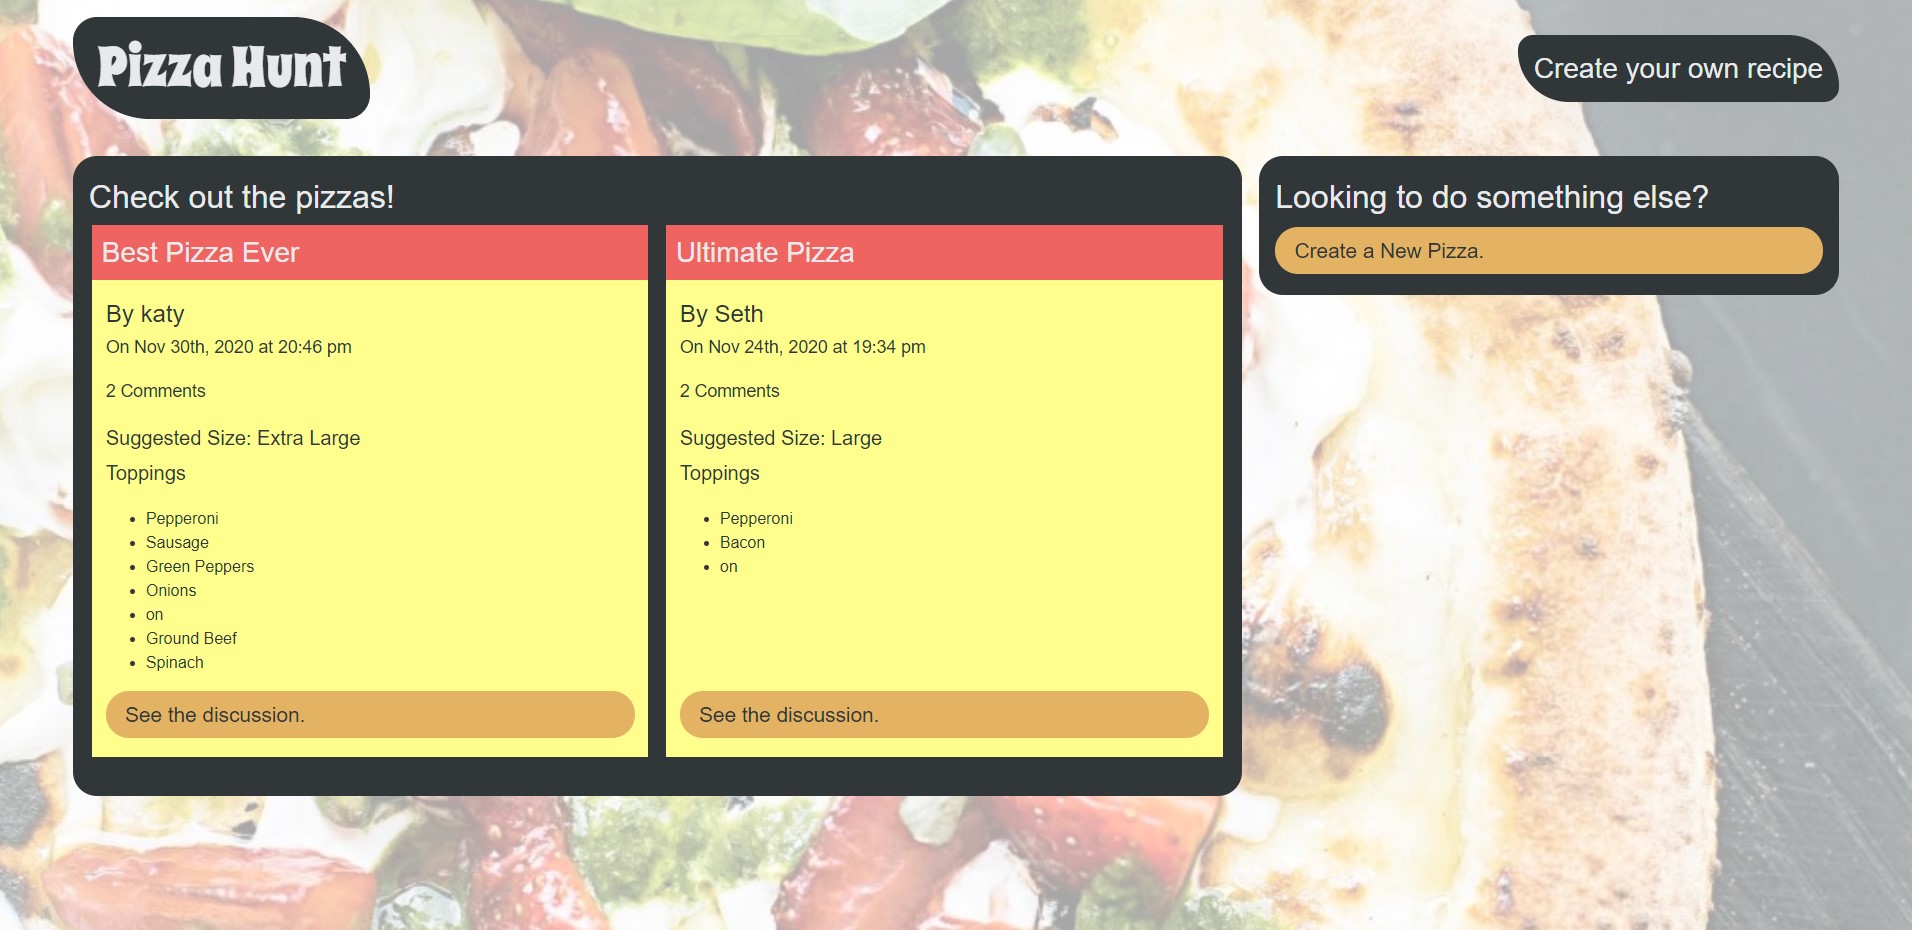 Pizza Hunt
Create your own recipe
Check out the pizzas!
Best Pizza Ever
By katy
On Nov 30th, 2020 at 20:46 pm
2 Comments
Suggested Size: Extra Large
Toppings
Pepperoni
Sausage
Green Peppers
Onions
on
Ground Beef
Spinach
See the discussion.
Ultimate Pizza
By Seth
On Nov 24th, 2020 at 19:34 pm
2 Comments
Suggested Size: Large
Toppings
Pepperoni
Bacon
on
See the discussion.
Looking to do something else?
Create a New Pizza.